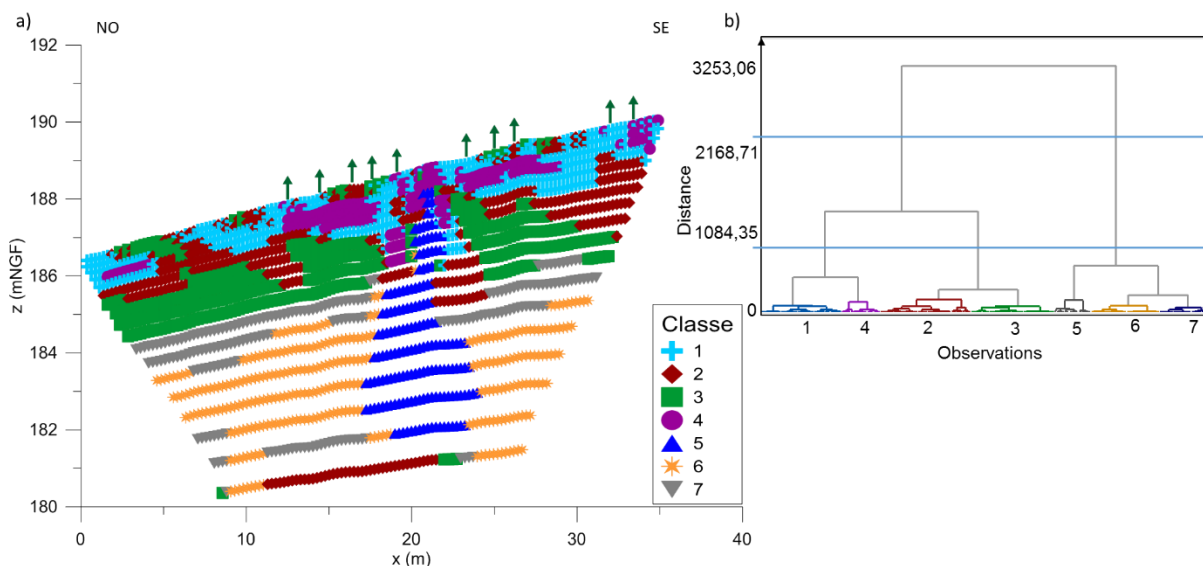 a)
NO
SE
192
190
188
186
184
182
180
z (mNGF)
0
10
20
30
40
x (m)
Classe
1
2
3
4
5
6
7
b)
3253,06
2168,71
1084,35
0
Distance
1 4 2 3 5 6 7
Observations